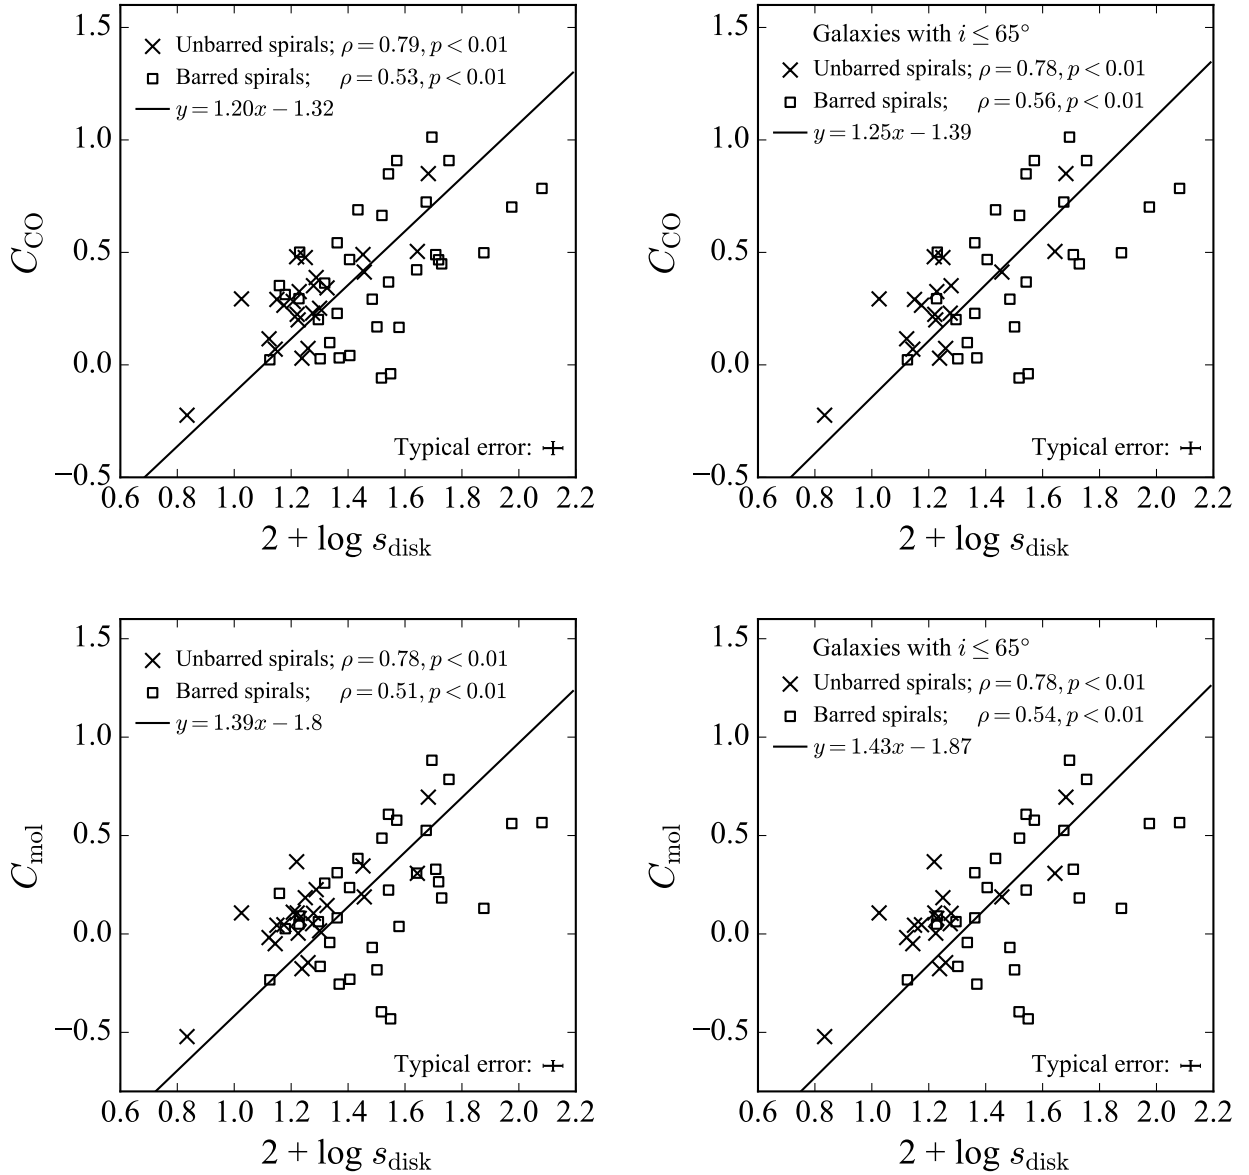 1.5
1.0
0.5
0.0
−0.5
C_CO
× Unbarred spirals; ρ = 0.79, p < 0.01
□ Barred spirals; ρ = 0.53, p < 0.01
y = 1.20x − 1.32
Typical error:
0.6 0.8 1.0 1.2 1.4 1.6 1.8 2.0 2.2
2 + log s_disk
1.5
1.0
0.5
0.0
−0.5
C_CO
Galaxies with i ≤ 65°
× Unbarred spirals; ρ = 0.78, p < 0.01
□ Barred spirals; ρ = 0.56, p < 0.01
y = 1.25x − 1.39
Typical error:
0.6 0.8 1.0 1.2 1.4 1.6 1.8 2.0 2.2
2 + log s_disk
1.5
1.0
0.5
0.0
−0.5
C_mol
× Unbarred spirals; ρ = 0.78, p < 0.01
□ Barred spirals; ρ = 0.51, p < 0.01
y = 1.39x − 1.8
Typical error:
0.6 0.8 1.0 1.2 1.4 1.6 1.8 2.0 2.2
2 + log s_disk
1.5
1.0
0.5
0.0
−0.5
C_mol
Galaxies with i ≤ 65°
× Unbarred spirals; ρ = 0.78, p < 0.01
□ Barred spirals; ρ = 0.54, p < 0.01
y = 1.43x − 1.87
Typical error:
0.6 0.8 1.0 1.2 1.4 1.6 1.8 2.0 2.2
2 + log s_disk